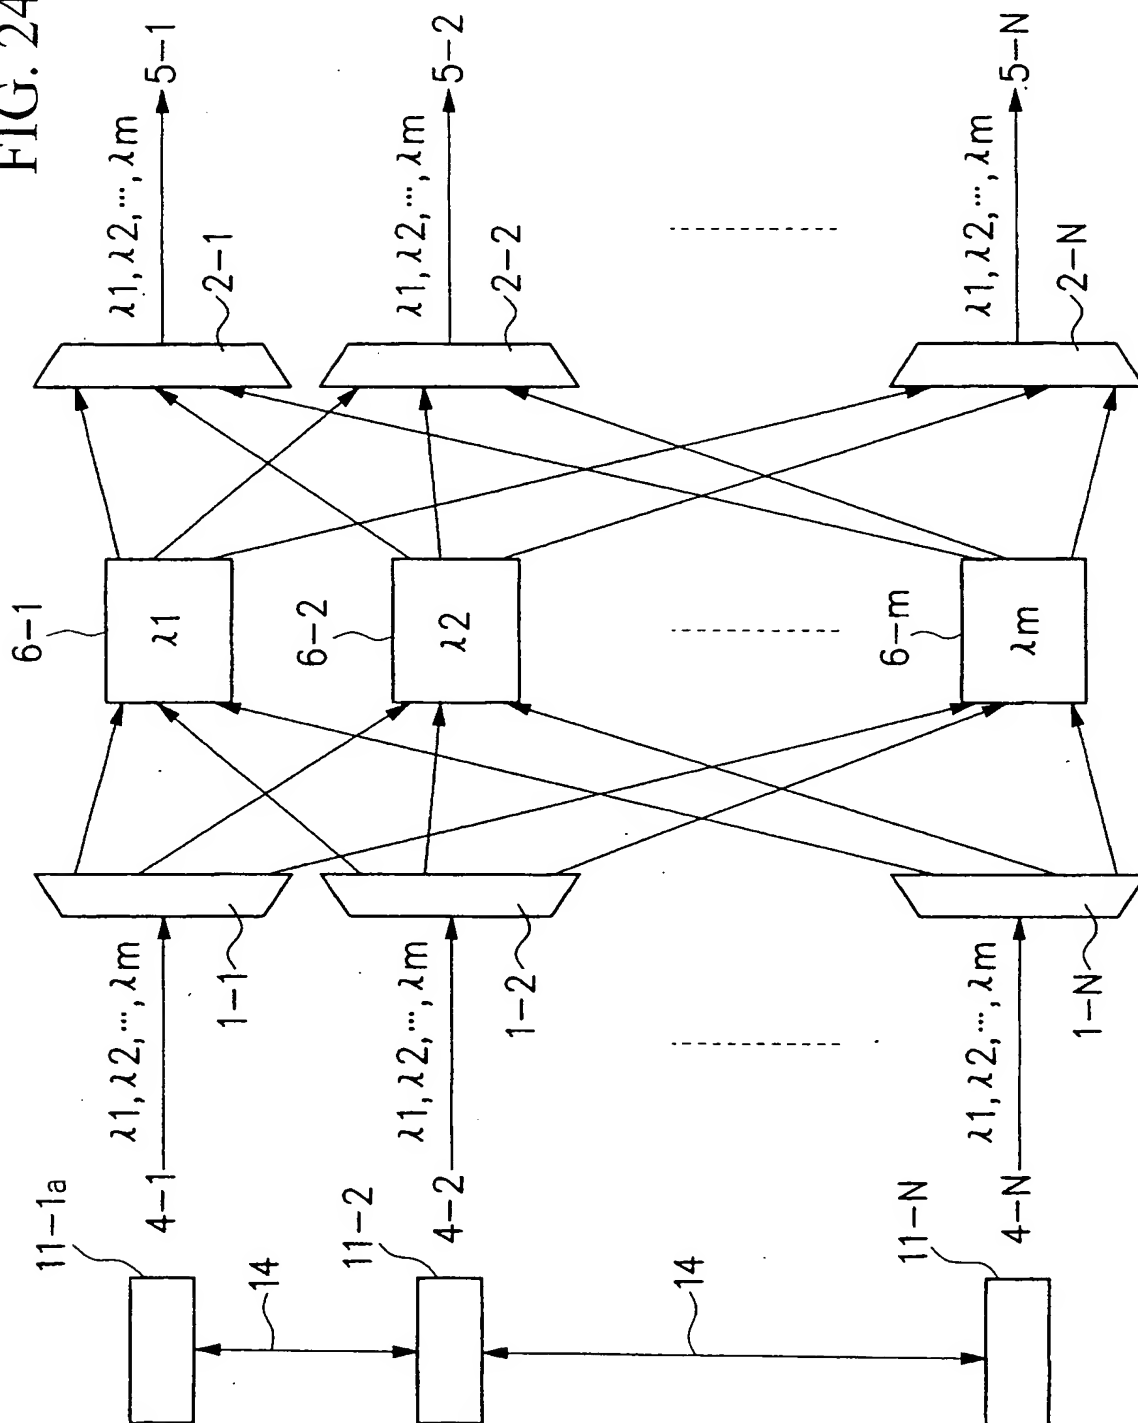 FIG. 24
11-1a
4-1
λ1, λ2, ..., λm
1-1
6-1
λ1
λ1, λ2, ..., λm
2-1
5-1
14
11-2
4-2
λ1, λ2, ..., λm
1-2
6-2
λ2
λ1, λ2, ..., λm
2-2
5-2
14
11-N
4-N
λ1, λ2, ..., λm
1-N
6-m
λm
λ1, λ2, ..., λm
2-N
5-N